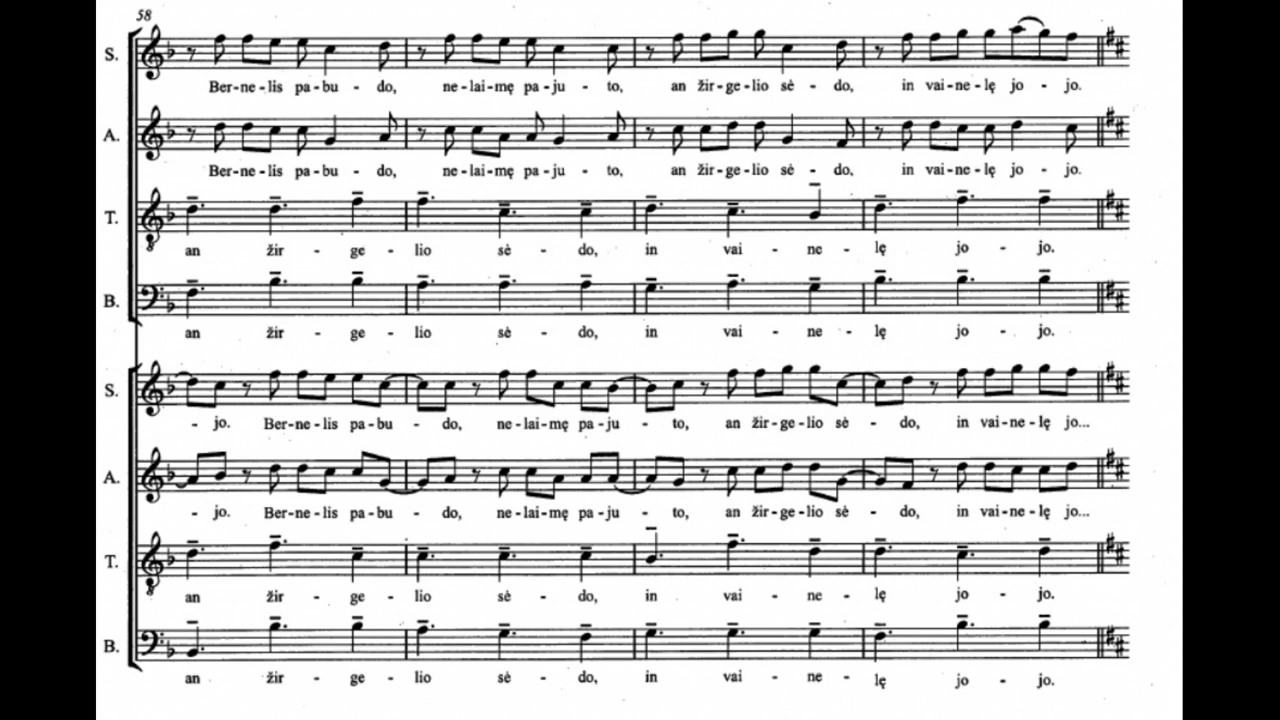 58
S. Ber-ne-lis pa-bu-do, ne-lai-mę pa-ju-to, an žir-ge-lio sė-do, in vai-ne-lę jo-jo.
A. Ber-ne-lis pa-bu-do, ne-lai-mę pa-ju-to, an žir-ge-lio sė-do, in vai-ne-lę jo-jo.
T. an žir-ge-lio sė-do, in vai-ne-lę jo-jo.
B. an žir-ge-lio sė-do, in vai-ne-lę jo-jo.
S. - jo. Ber-ne-lis pa-bu-do, ne-lai-mę pa-ju-to, an žir-ge-lio sė-do, in vai-ne-lę jo...
A. - jo. Ber-ne-lis pa-bu-do, ne-lai-mę pa-ju-to, an žir-ge-lio sė-do, in vai-ne-lę jo...
T. an žir-ge-lio sė-do, in vai-ne-lę jo-jo.
B. an žir-ge-lio sė-do, in vai-ne-lę jo-jo.